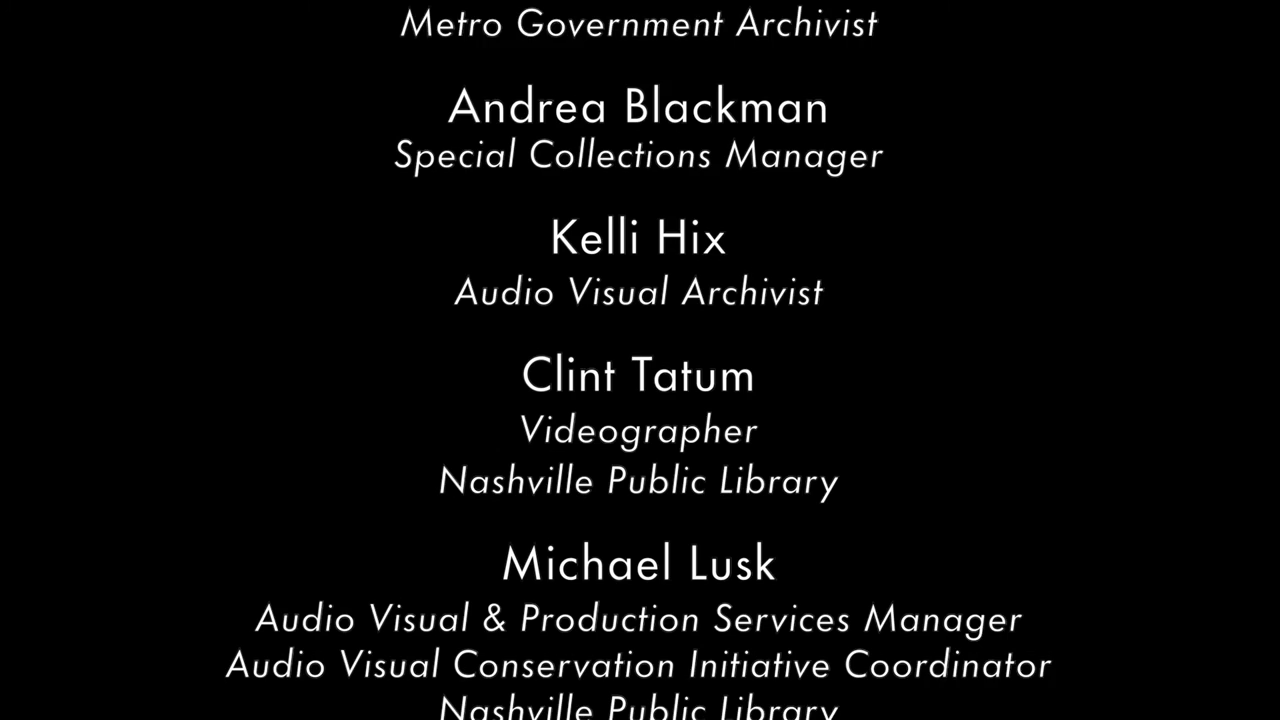 Metro Government Archivist
Andrea Blackman
Special Collections Manager
Kelli Hix
Audio Visual Archivist
Clint Tatum
Videographer
Nashville Public Library
Michael Lusk
Audio Visual & Production Services Manager
Audio Visual Conservation Initiative Coordinator
Nashville Public Library